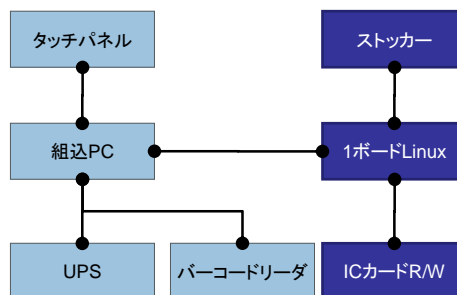 タッチパネル
ストッカー
組込PC
1ボードLinux
UPS
バーコードリーダ
ICカードR/W